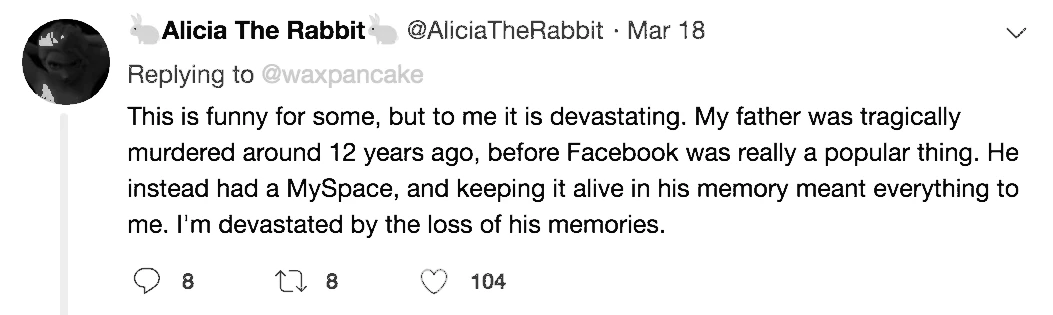 Alicia The Rabbit @AliciaTheRabbit · Mar 18
Replying to @waxpancake
This is funny for some, but to me it is devastating. My father was tragically
murdered around 12 years ago, before Facebook was really a popular thing. He
instead had a MySpace, and keeping it alive in his memory meant everything to
me. I'm devastated by the loss of his memories.
8 8 104